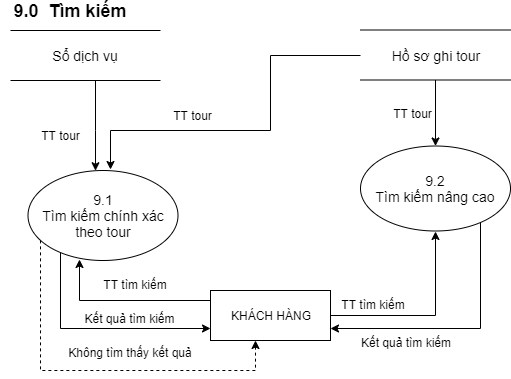 9.0 Tìm kiếm
Sổ dịch vụ
Hồ sơ ghi tour
TT tour
TT tour
TT tour
9.1
Tìm kiếm chính xác
theo tour
9.2
Tìm kiếm nâng cao
TT tìm kiếm
TT tìm kiếm
Kết quả tìm kiếm
KHÁCH HÀNG
Kết quả tìm kiếm
Không tìm thấy kết quả